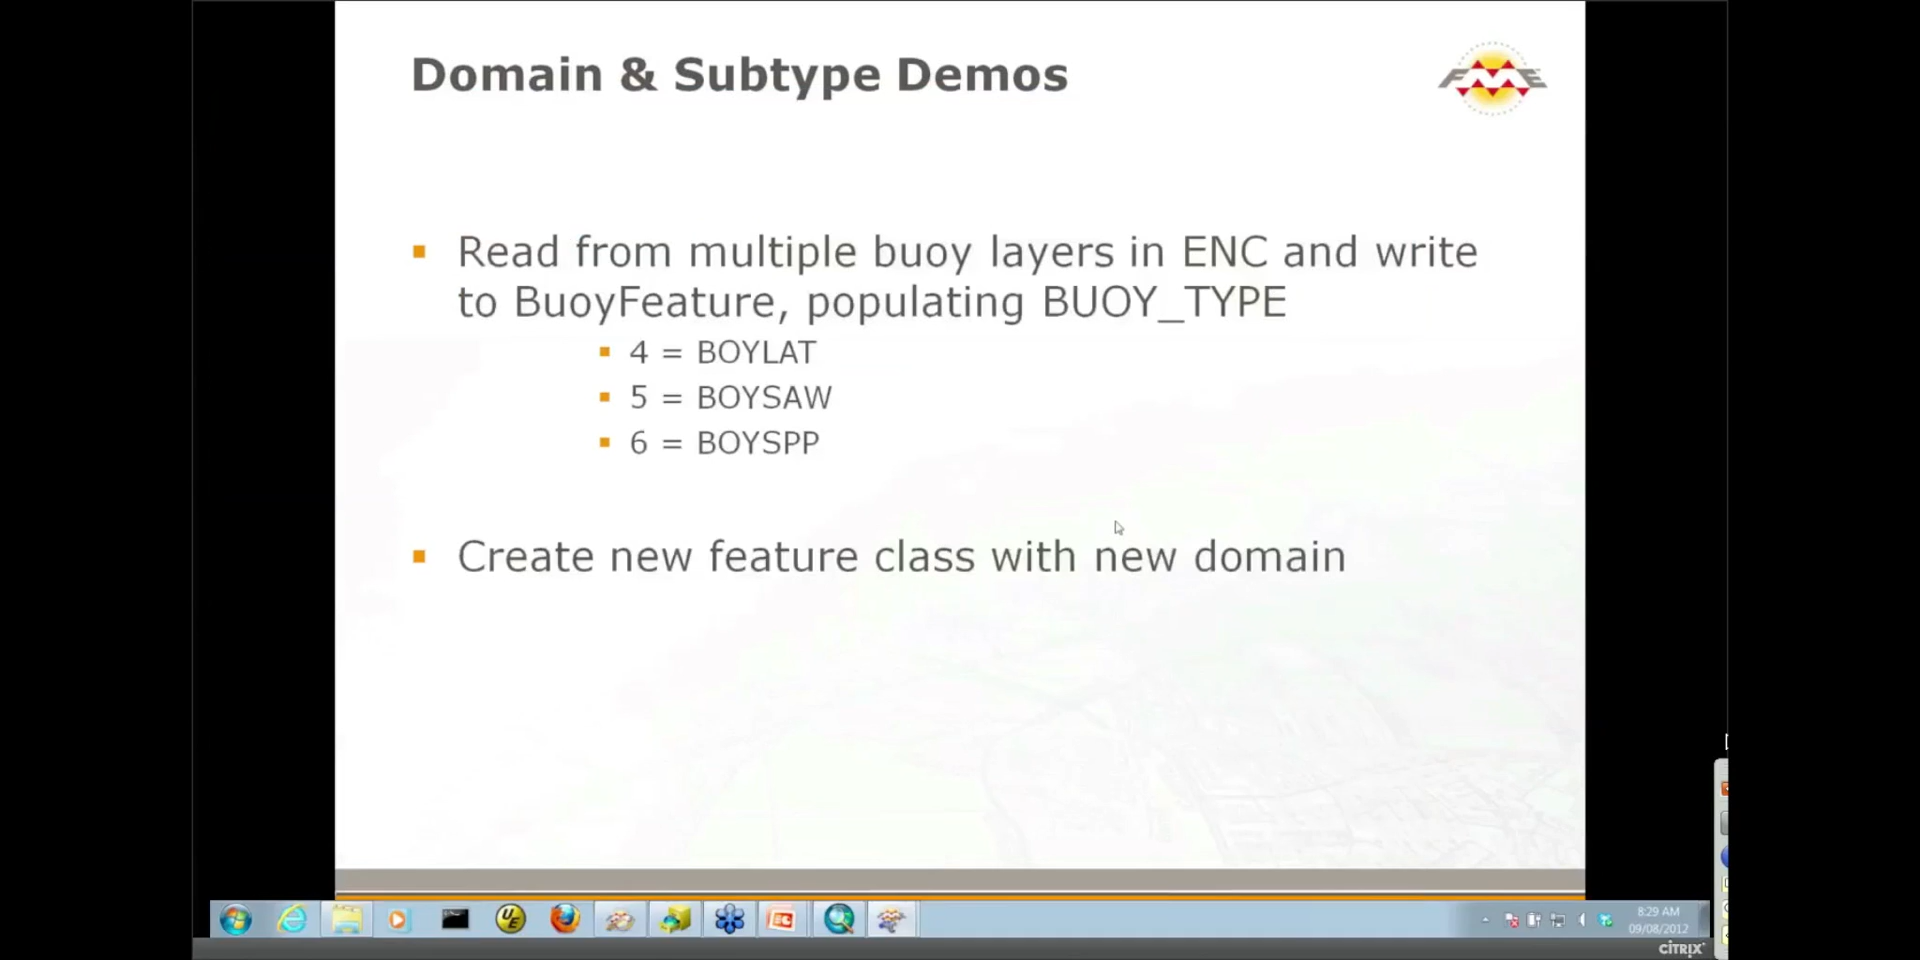 Domain & Subtype Demos
FME
Read from multiple buoy layers in ENC and write
to BuoyFeature, populating BUOY_TYPE
4 = BOYLAT
5 = BOYSAW
6 = BOYSPP
Create new feature class with new domain
8:29 AM
09/08/2012
CITRIX